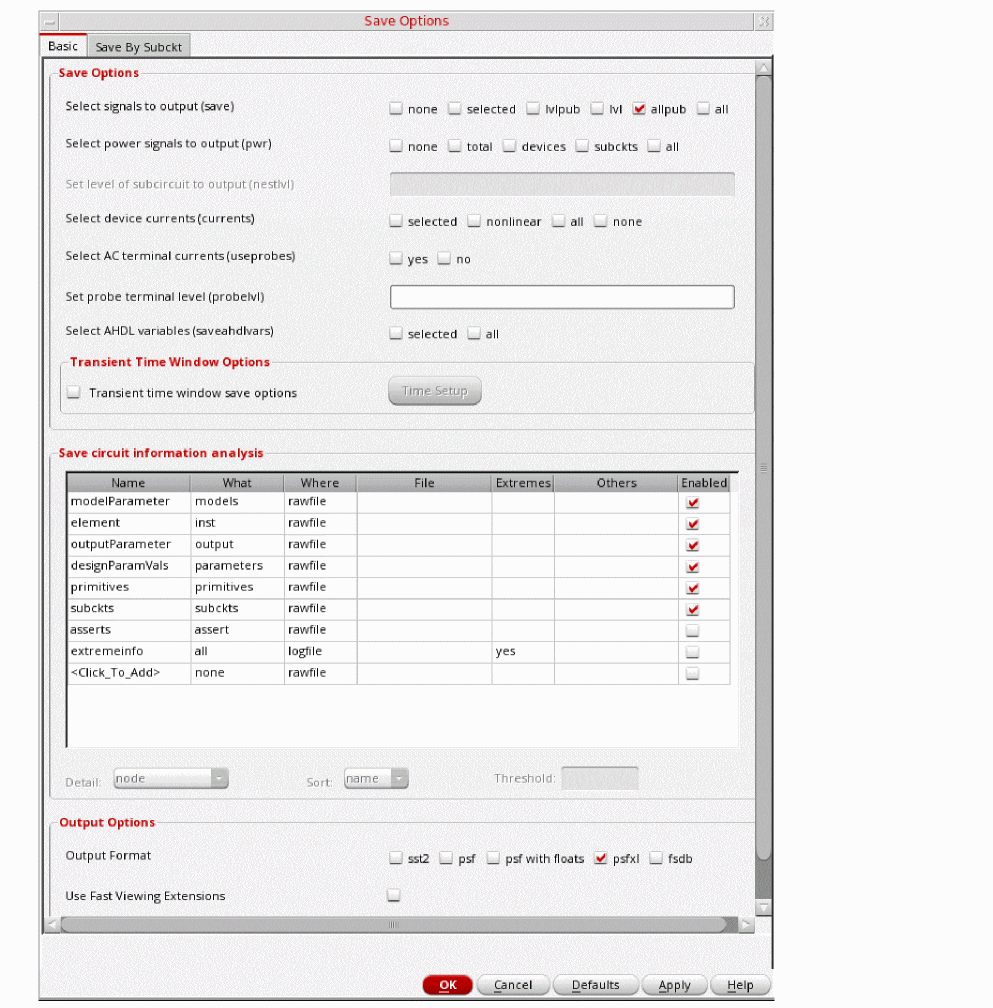 Save Options
Basic Save By Subckt
Save Options
Select signals to output (save) none selected lvlpub lvl allpub all
Select power signals to output (pwr) none total devices subckts all
Set level of subcircuit to output (nestlvl)
Select device currents (currents) selected nonlinear all none
Select AC terminal currents (useprobes) yes no
Set probe terminal level (probelvl)
Select AHDL variables (saveahdlvars) selected all
Transient Time Window Options
Transient time window save options Time Setup
Save circuit information analysis
Name What Where File Extremes Others Enabled
modelParameter models rawfile
element inst rawfile
outputParameter output rawfile
designParamVals parameters rawfile
primitives primitives rawfile
subckts subckts rawfile
asserts assert rawfile
extremeinfo all logfile yes
<Click_To_Add> none rawfile
Detail: node Sort: name Threshold:
Output Options
Output Format sst2 psf psf with floats psfxl fsdb
Use Fast Viewing Extensions
OK Cancel Defaults Apply Help